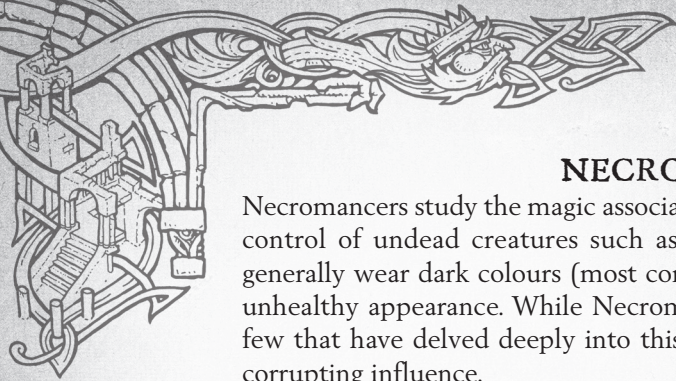 NECRO
Necromancers study the magic associa
control of undead creatures such as
generally wear dark colours (most co
unhealthy appearance. While Necrom
few that have delved deeply into this
corrupting influence.